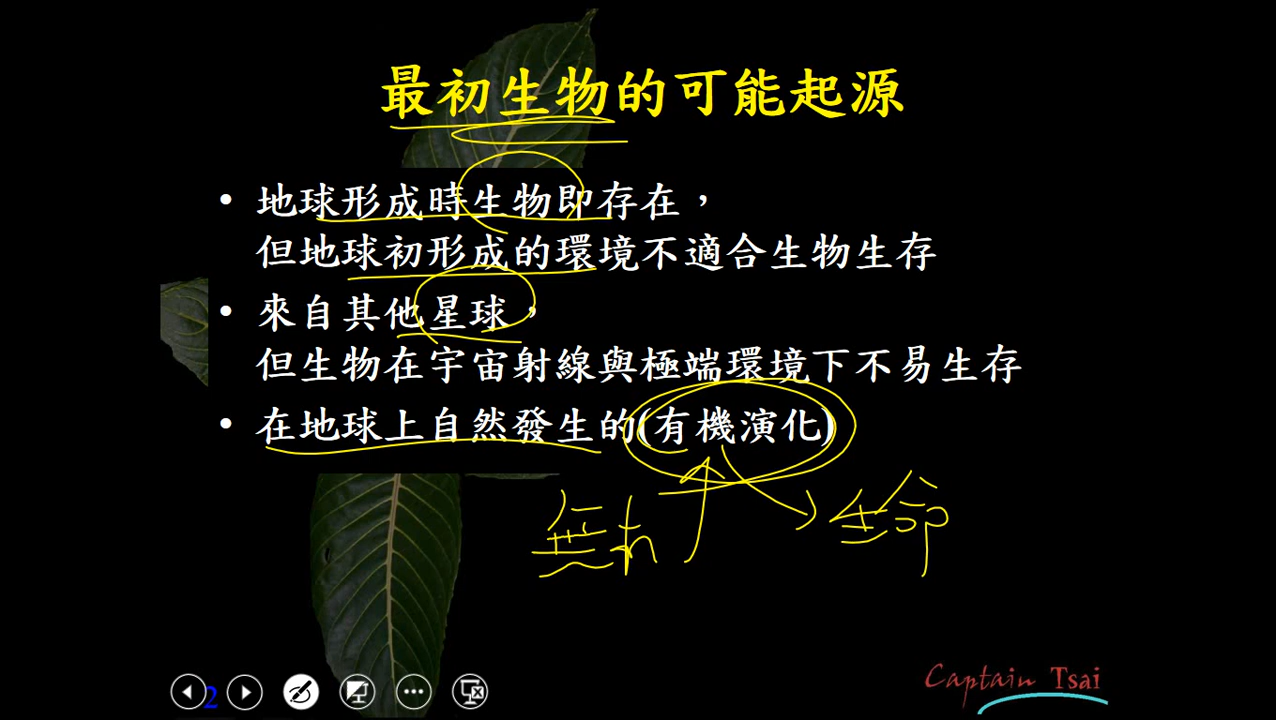 最初生物的可能起源
• 地球形成時生物即存在，
但地球初形成的環境不適合生物生存
• 來自其他星球，
但生物在宇宙射線與極端環境下不易生存
• 在地球上自然發生的(有機演化)
無机
生命
2
Captain Tsai